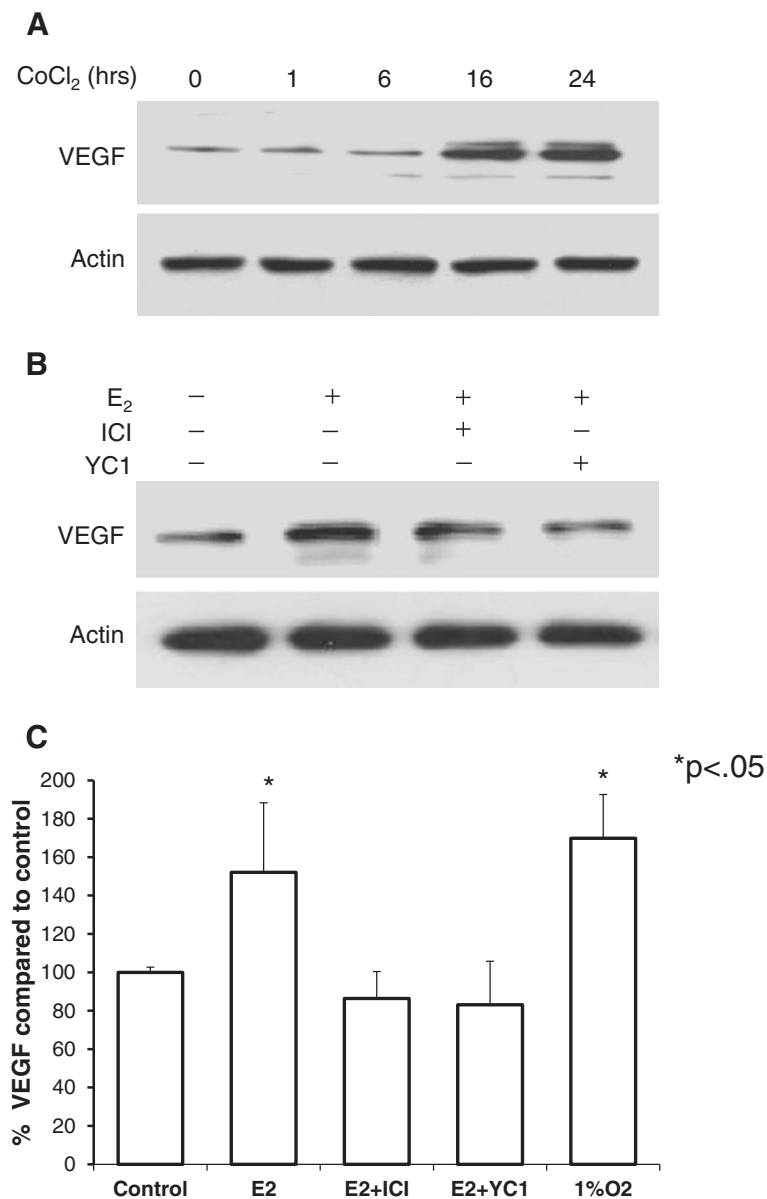 A
CoCl₂ (hrs) 0 1 6 16 24
VEGF
Actin
B
E₂ − + + +
ICI − − + −
YC1 − − − +
VEGF
Actin
C
*p<.05
% VEGF compared to control
200
180
160
140
120
100
80
60
40
20
0
* *
Control E2 E2+ICI E2+YC1 1%O2